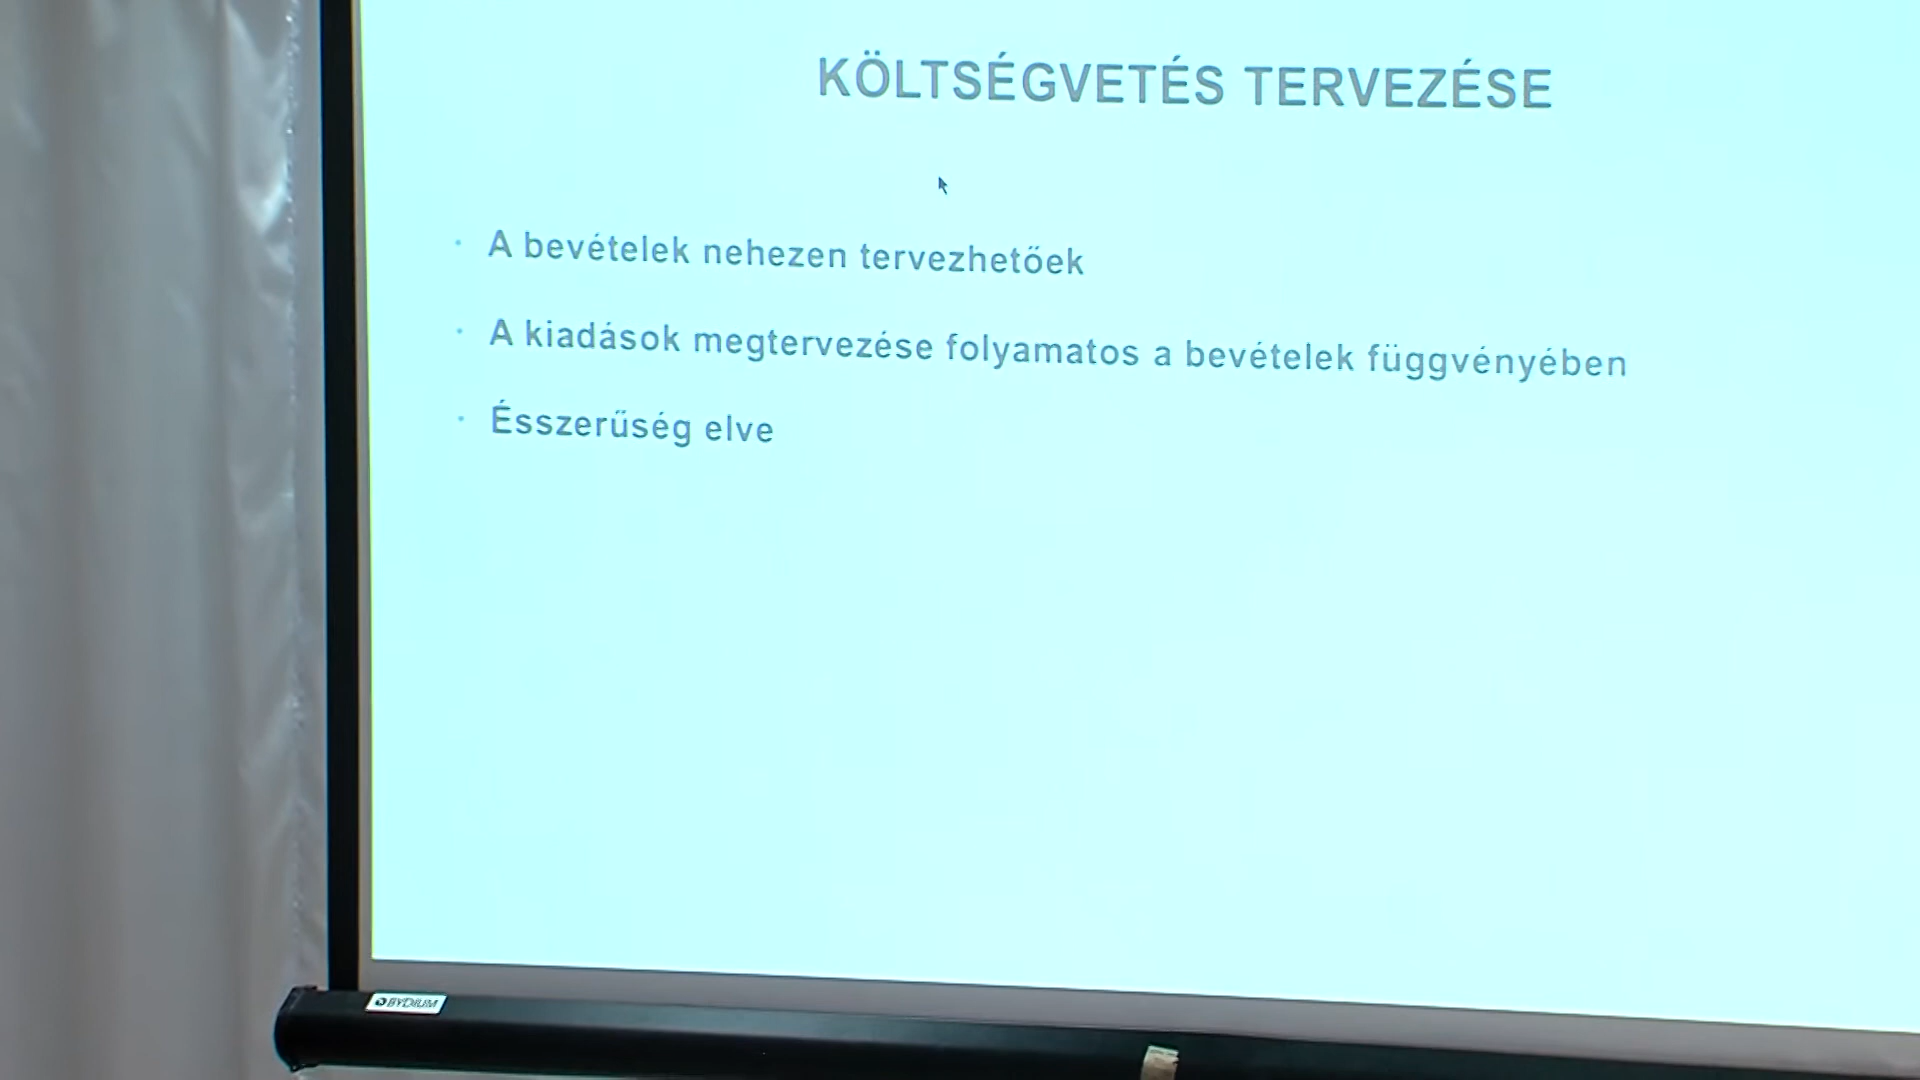 KÖLTSÉGVETÉS TERVEZÉSE
A bevételek nehezen tervezhetőek
A kiadások megtervezése folyamatos a bevételek függvényében
Ésszerűség elve